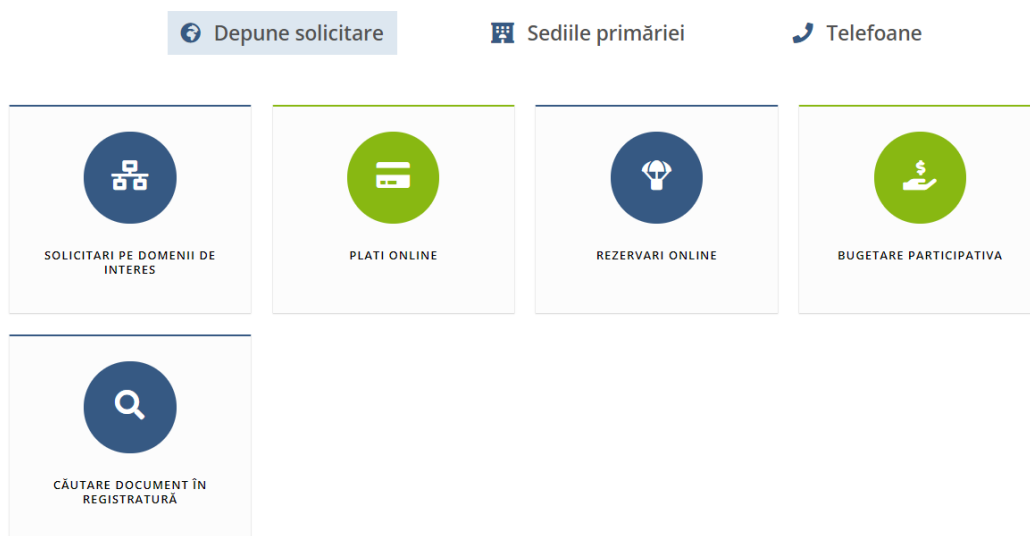 Depune solicitare
Sediile primăriei
Telefoane
SOLICITARI PE DOMENII DE
INTERES
PLATI ONLINE
REZERVARI ONLINE
BUGETARE PARTICIPATIVA
CĂUTARE DOCUMENT ÎN
REGISTRATURĂ